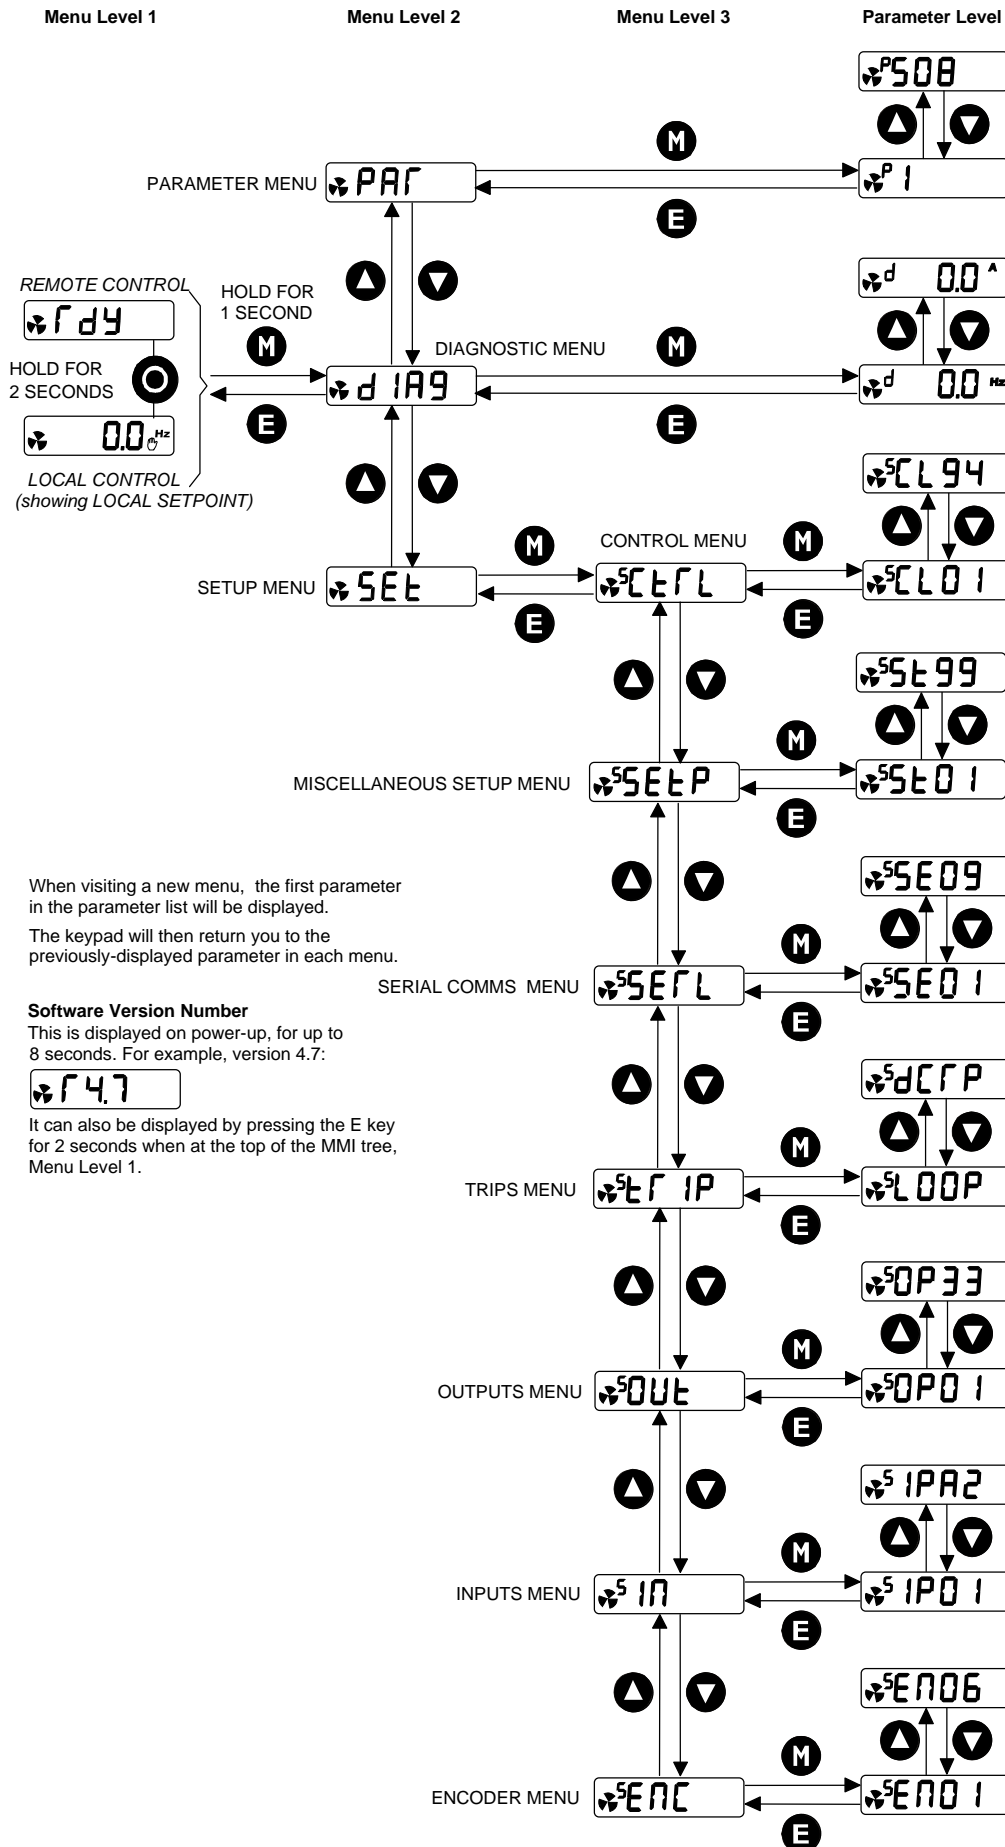 Menu Level 1
Menu Level 2
Menu Level 3
Parameter Level
P 508
M
PARAMETER MENU
PAr
P 1
E
REMOTE CONTROL
rdY
HOLD FOR
2 SECONDS
0.0 Hz
LOCAL CONTROL
(showing LOCAL SETPOINT)
HOLD FOR
1 SECOND
M
E
DIAGNOSTIC MENU
dIAg
M
E
d 0.0 A
d 0.0 Hz
SETUP MENU
SEt
M
E
CONTROL MENU
S CtrL
M
E
S CL94
S CL01
MISCELLANEOUS SETUP MENU
S SEtP
M
E
S St99
S St01
When visiting a new menu, the first parameter
in the parameter list will be displayed.
The keypad will then return you to the
previously-displayed parameter in each menu.
SERIAL COMMS MENU
S SErL
M
E
S SE09
S SE01
Software Version Number
This is displayed on power-up, for up to
8 seconds. For example, version 4.7:
r4.7
It can also be displayed by pressing the E key
for 2 seconds when at the top of the MMI tree,
Menu Level 1.
TRIPS MENU
S trIP
M
E
S dCrP
S LOOP
OUTPUTS MENU
S OUt
M
E
S OP33
S OP01
INPUTS MENU
S In
M
E
S IPA2
S IP01
ENCODER MENU
S EnC
M
E
S En06
S En01